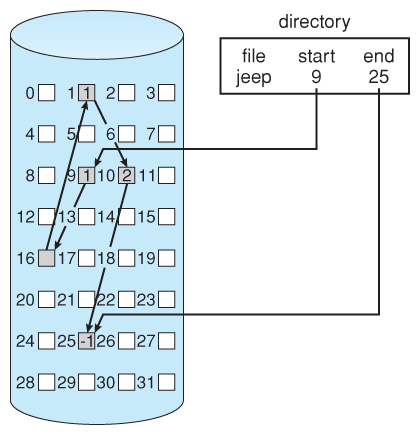 directory
file start end
jeep 9 25
0 1 1 2 3
4 5 6 7
8 9 1 10 2 11
12 13 14 15
16 17 18 19
20 21 22 23
24 25 -1 26 27
28 29 30 31